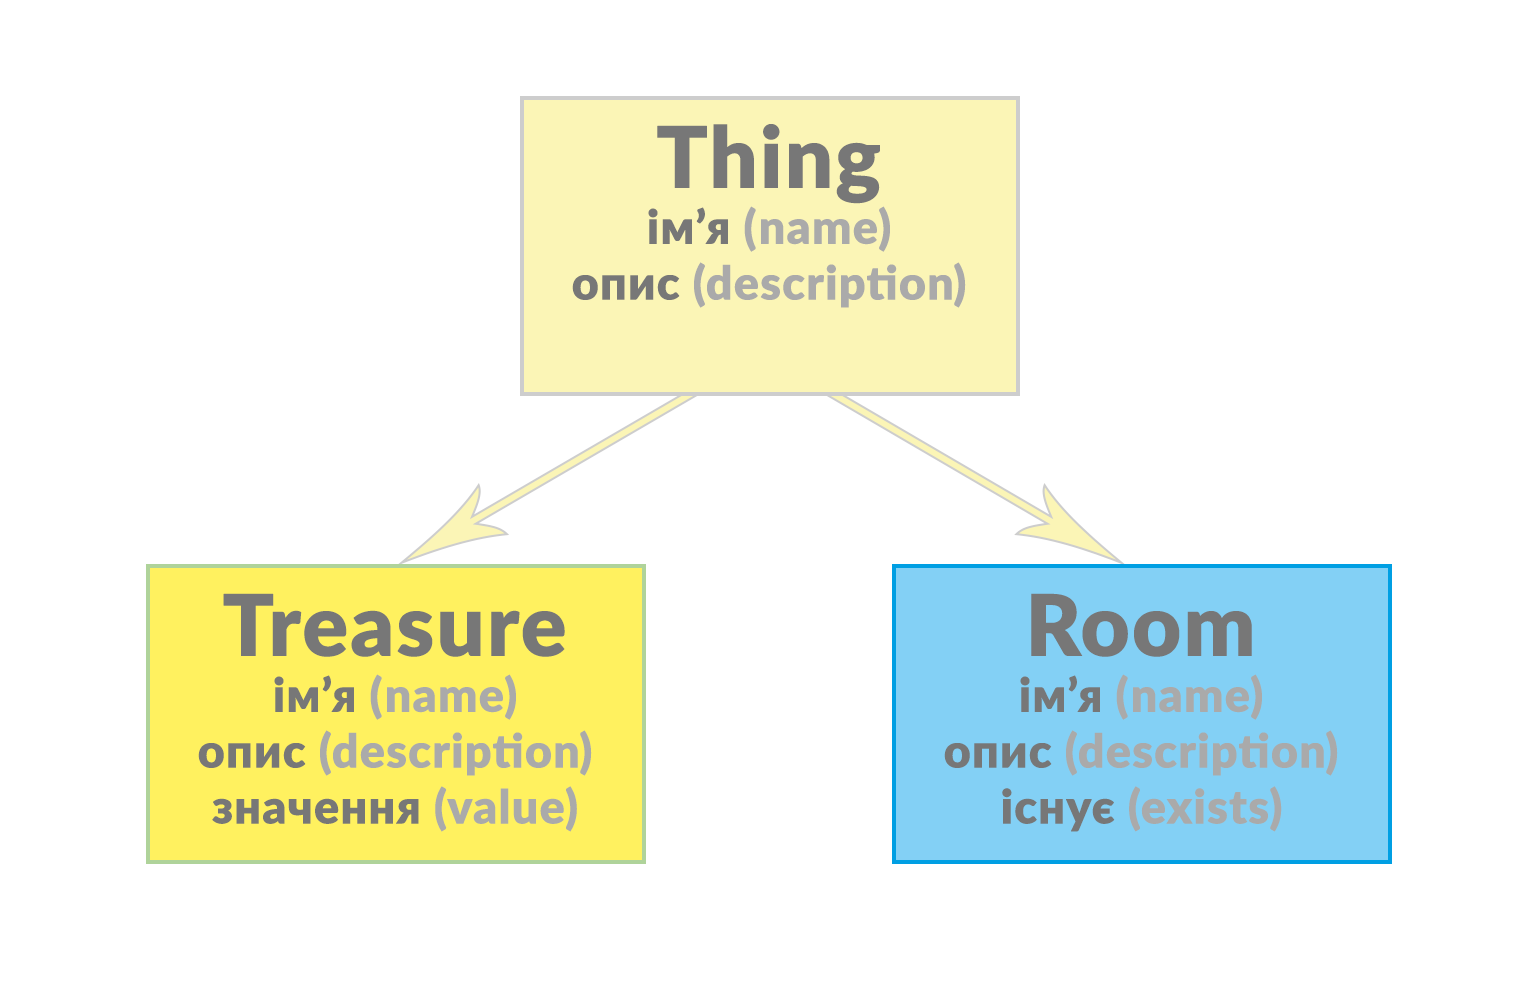 Thing
ім’я (name)
опис (description)
Treasure
ім’я (name)
опис (description)
значення (value)
Room
ім’я (name)
опис (description)
існує (exists)